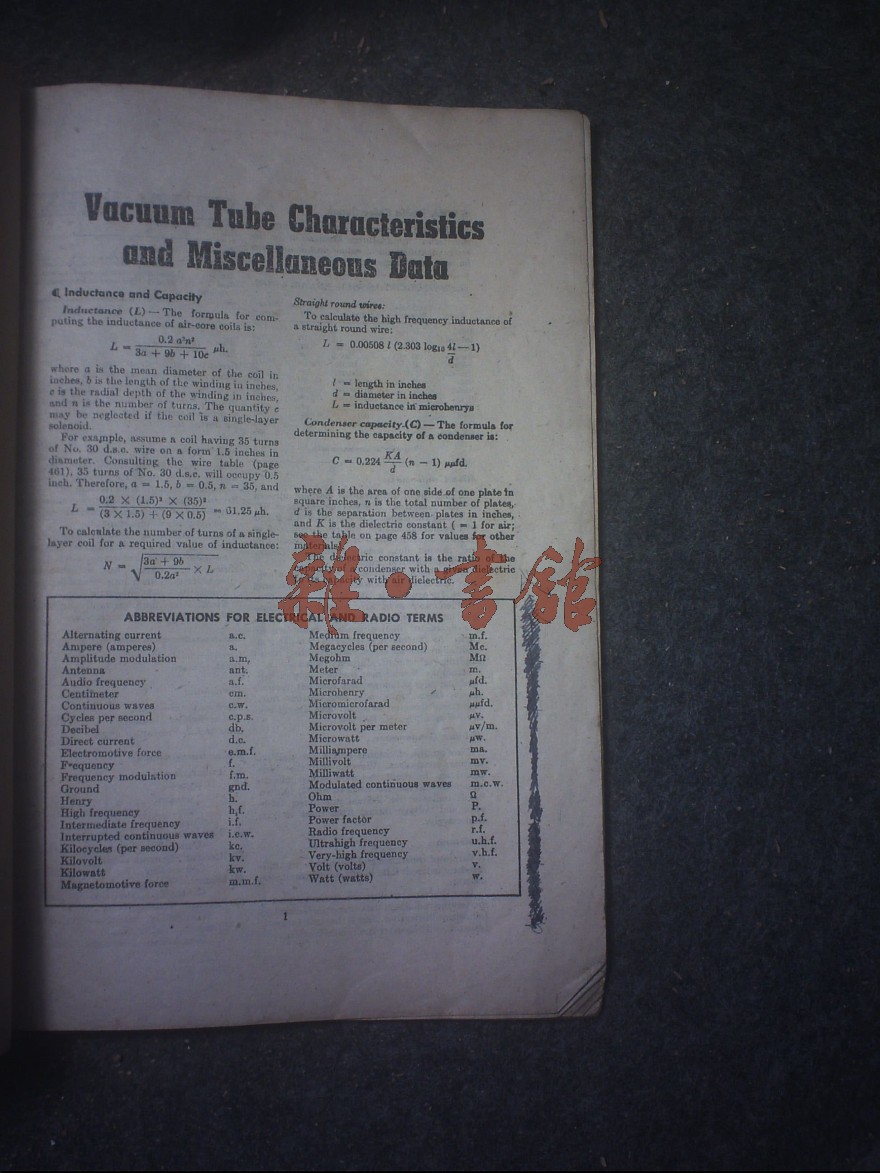 Vacuum Tube Characteristics
and Miscellaneous Data
Inductance and Capacity
Inductance (L) — The formula for com-
puting the inductance of air-core coils is:
L = 0.2 a²n² / 3a + 9b + 10c μh.
where a is the mean diameter of the coil in
inches, b is the length of the winding in inches,
c is the radial depth of the winding in inches,
and n is the number of turns. The quantity c
may be neglected if the coil is a single-layer
solenoid.
For example, assume a coil having 35 turns
of No. 30 d.s.c. wire on a form 1.5 inches in
diameter. Consulting the wire table (page
461), 35 turns of No. 30 d.s.c. will occupy 0.5
inch. Therefore, a = 1.5, b = 0.5, n = 35, and
L = 0.2 × (1.5)² × (35)² / (3 × 1.5) + (9 × 0.5) = 61.25 μh.
To calculate the number of turns of a single-
layer coil for a required value of inductance:
N = √ 3a + 9b / 0.2a² × L
Straight round wires:
To calculate the high frequency inductance of
a straight round wire:
L = 0.00508 l (2.303 log₁₀ 4l/d — 1)
l = length in inches
d = diameter in inches
L = inductance in microhenrys
Condenser capacity (C) — The formula for
determining the capacity of a condenser is:
C = 0.224 KA/d (n — 1) μμfd.
where A is the area of one side of one plate in
square inches, n is the total number of plates,
d is the separation between plates in inches,
and K is the dielectric constant ( = 1 for air;
see the table on page 458 for values for other
materials).
The dielectric constant is the ratio of the
capacity of a condenser with a given dielectric
to its capacity with air dielectric.
雜·書館
ABBREVIATIONS FOR ELECTRICAL AND RADIO TERMS
Alternating current a.c.
Ampere (amperes) a.
Amplitude modulation a.m,
Antenna ant.
Audio frequency a.f.
Centimeter cm.
Continuous waves c.w.
Cycles per second c.p.s.
Decibel db.
Direct current d.c.
Electromotive force e.m.f.
Frequency f.
Frequency modulation f.m.
Ground gnd.
Henry h.
High frequency h.f.
Intermediate frequency i.f.
Interrupted continuous waves i.c.w.
Kilocycles (per second) kc.
Kilovolt kv.
Kilowatt kw.
Magnetomotive force m.m.f.
Medium frequency m.f.
Megacycles (per second) Mc.
Megohm MΩ
Meter m.
Microfarad μfd.
Microhenry μh.
Micromicrofarad μμfd.
Microvolt μv.
Microvolt per meter μv/m.
Microwatt μw.
Milliampere ma.
Millivolt mv.
Milliwatt mw.
Modulated continuous waves m.c.w.
Ohm Ω
Power P.
Power factor p.f.
Radio frequency r.f.
Ultrahigh frequency u.h.f.
Very-high frequency v.h.f.
Volt (volts) v.
Watt (watts) w.
1